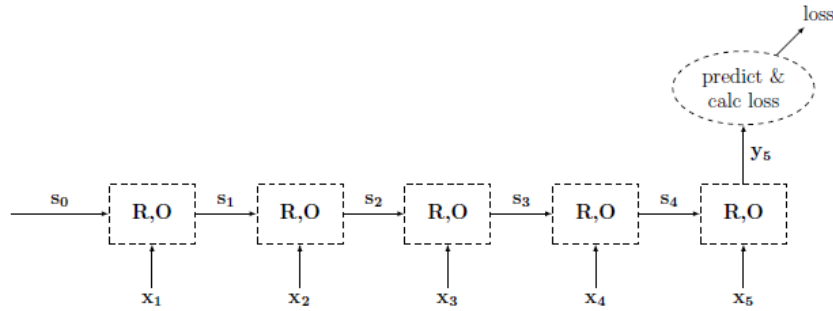 loss
predict &
calc loss
y₅
s₀ R,O s₁ R,O s₂ R,O s₃ R,O s₄ R,O
x₁ x₂ x₃ x₄ x₅